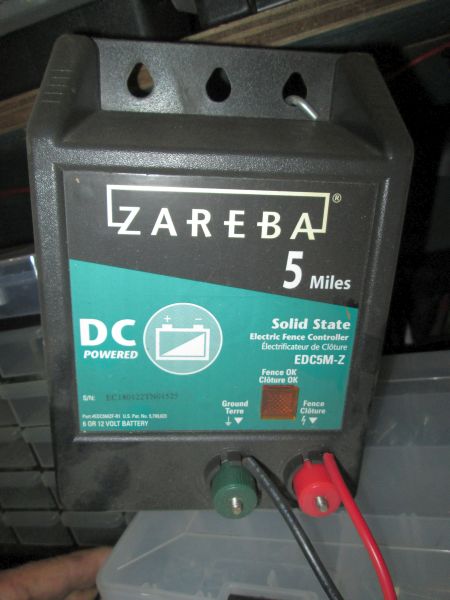 ZAREBA®
5 Miles
DC
POWERED
+ -
Solid State
Electric Fence Controller
Électrificateur de Clôture
EDC5M-Z
Fence OK
Clôture OK
S/N:
Ground
Terre
Fence
Clôture
6 OR 12 VOLT BATTERY